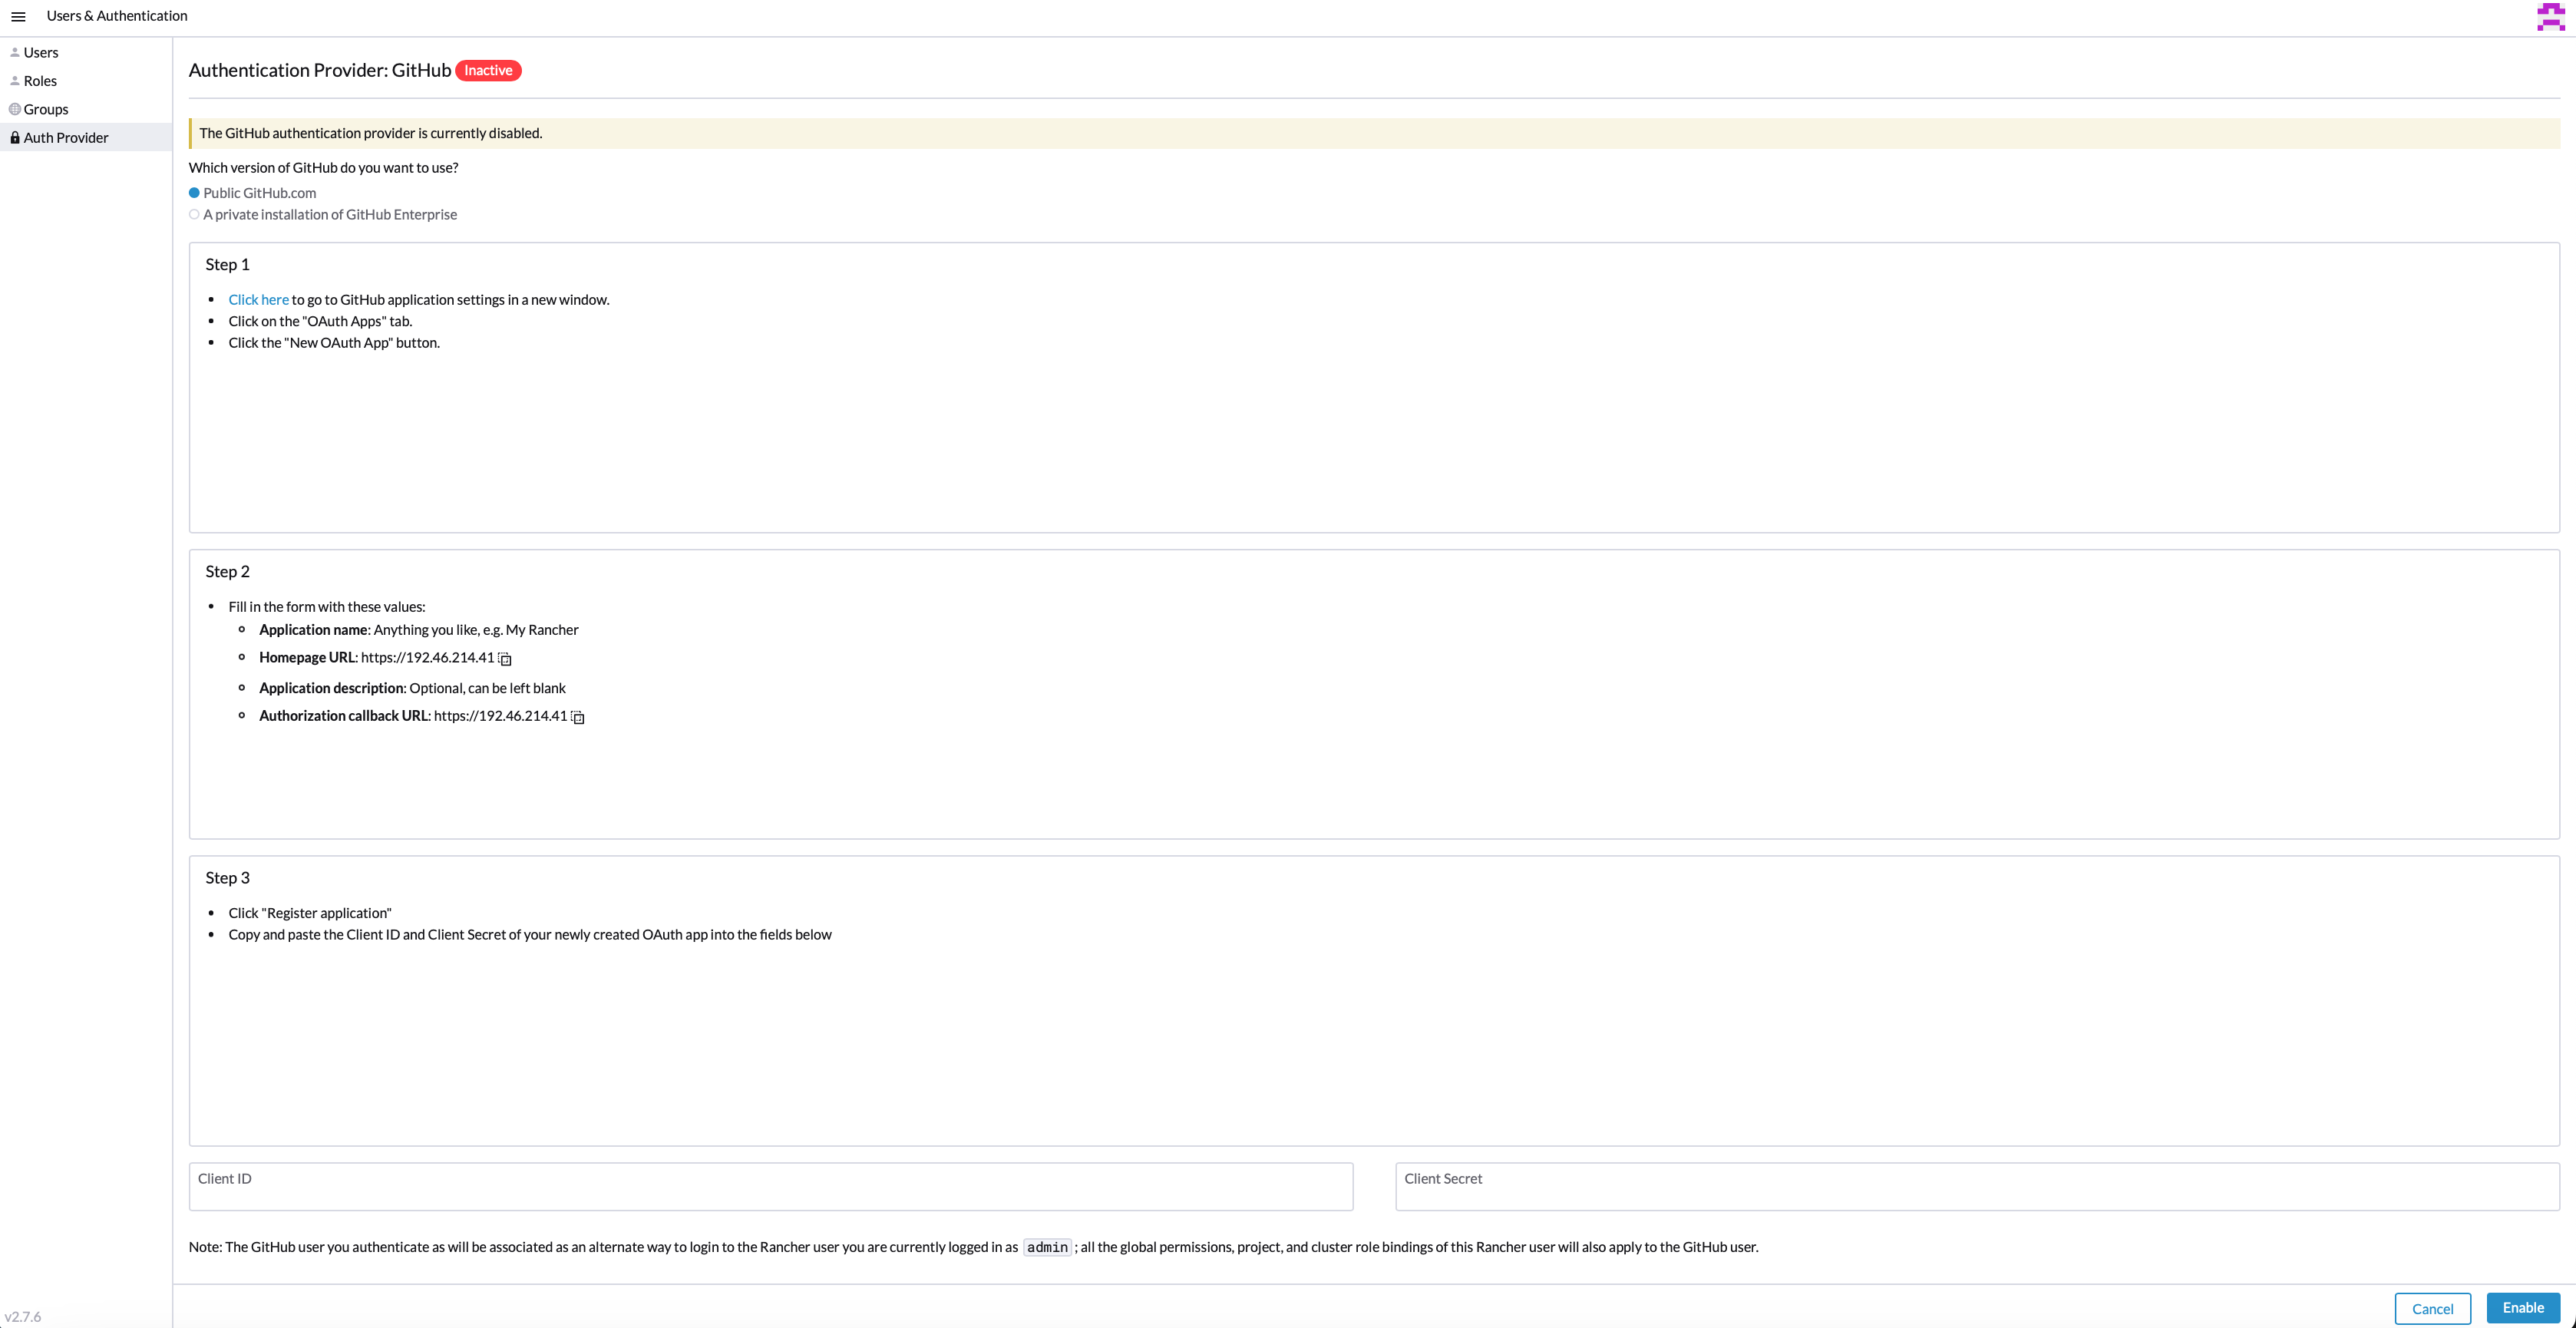 Users & Authentication
Users
Roles
Groups
Auth Provider
Authentication Provider: GitHub Inactive
The GitHub authentication provider is currently disabled.
Which version of GitHub do you want to use?
Public GitHub.com
A private installation of GitHub Enterprise
Step 1
Click here to go to GitHub application settings in a new window.
Click on the "OAuth Apps" tab.
Click the "New OAuth App" button.
Step 2
Fill in the form with these values:
Application name: Anything you like, e.g. My Rancher
Homepage URL: https://192.46.214.41
Application description: Optional, can be left blank
Authorization callback URL: https://192.46.214.41
Step 3
Click "Register application"
Copy and paste the Client ID and Client Secret of your newly created OAuth app into the fields below
Client ID
Client Secret
Note: The GitHub user you authenticate as will be associated as an alternate way to login to the Rancher user you are currently logged in as admin ; all the global permissions, project, and cluster role bindings of this Rancher user will also apply to the GitHub user.
Cancel
Enable
v2.7.6